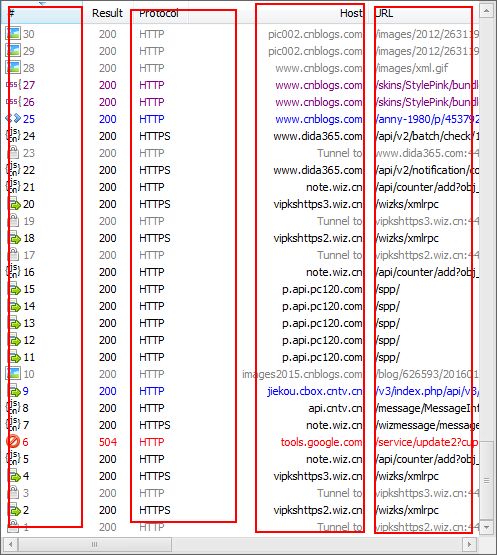 # Result Protocol Host URL
30 200 HTTP pic002.cnblogs.com /images/2012/263119
29 200 HTTP pic002.cnblogs.com /images/2012/263119
28 200 HTTP www.cnblogs.com /images/xml.gif
27 200 HTTP www.cnblogs.com /skins/StylePink/bundl
26 200 HTTP www.cnblogs.com /skins/StylePink/bundl
25 200 HTTP www.cnblogs.com /anny-1980/p/453792
24 200 HTTPS www.dida365.com /api/v2/batch/check/1
23 200 HTTP Tunnel to www.dida365.com:44
22 200 HTTPS www.dida365.com /api/v2/notification/co
21 200 HTTP note.wiz.cn /api/counter/add?obj_
20 200 HTTPS vipkshttps3.wiz.cn /wizks/xmlrpc
19 200 HTTP Tunnel to vipkshttps3.wiz.cn:44
18 200 HTTPS vipkshttps2.wiz.cn /wizks/xmlrpc
17 200 HTTP Tunnel to vipkshttps2.wiz.cn:44
16 200 HTTP note.wiz.cn /api/counter/add?obj_
15 200 HTTP p.api.pc120.com /spp/
14 200 HTTP p.api.pc120.com /spp/
13 200 HTTP p.api.pc120.com /spp/
12 200 HTTP p.api.pc120.com /spp/
11 200 HTTP p.api.pc120.com /spp/
10 200 HTTP images2015.cnblogs.com /blog/626593/201601
9 200 HTTP jiekou.cbox.cntv.cn /v3/index.php/api/v3/
8 200 HTTP api.cntv.cn /message/MessageInf
7 200 HTTPS note.wiz.cn /wizmessage/message
6 504 HTTP tools.google.com /service/update2?cup
5 200 HTTP note.wiz.cn /api/counter/add?obj_
4 200 HTTPS vipkshttps3.wiz.cn /wizks/xmlrpc
3 200 HTTP Tunnel to vipkshttps3.wiz.cn:44
2 200 HTTPS vipkshttps2.wiz.cn /wizks/xmlrpc
1 200 HTTP Tunnel to vipkshttps2.wiz.cn:44